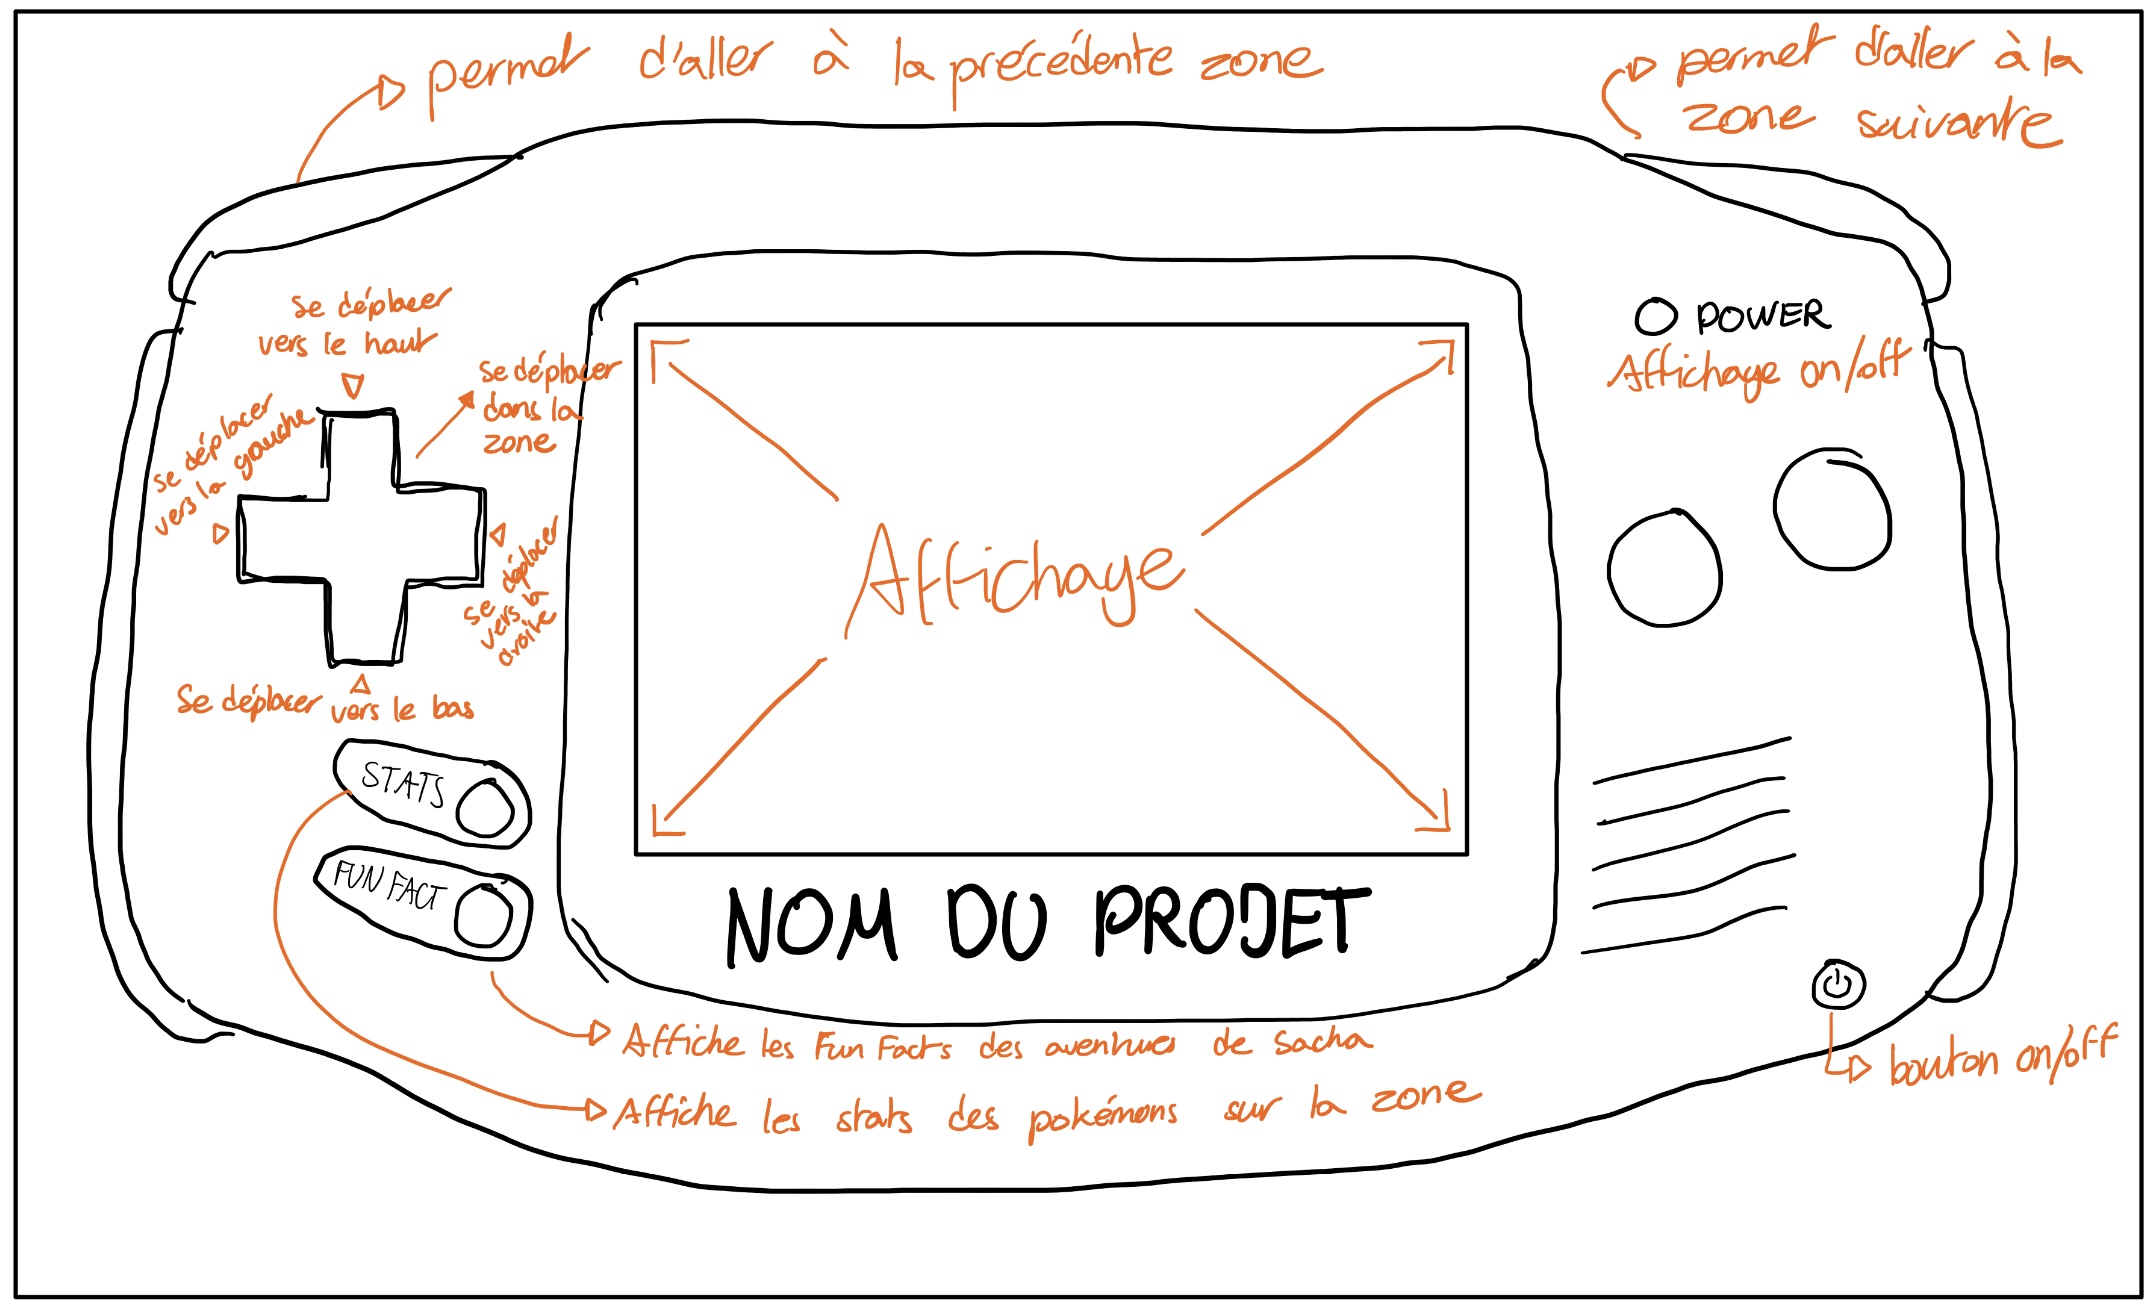 permet d'aller à la précédente zone
permet d'aller à la
zone suivante
Se déplacer
vers le haut
POWER
Affichage on/off
se déplacer
dans la
zone
se déplacer
vers la gauche
Affichage
se déplacer
vers la
droite
Se déplacer vers le bas
STATS
FUN FACT
NOM DU PROJET
Affiche les Fun Facts des aventures de Sacha
bouton on/off
Affiche les stats des pokémons sur la zone